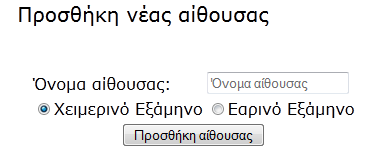 Προσθήκη νέας αίθουσας
Όνομα αίθουσας: Όνομα αίθουσας
Χειμερινό Εξάμηνο Εαρινό Εξάμηνο
Προσθήκη αίθουσας